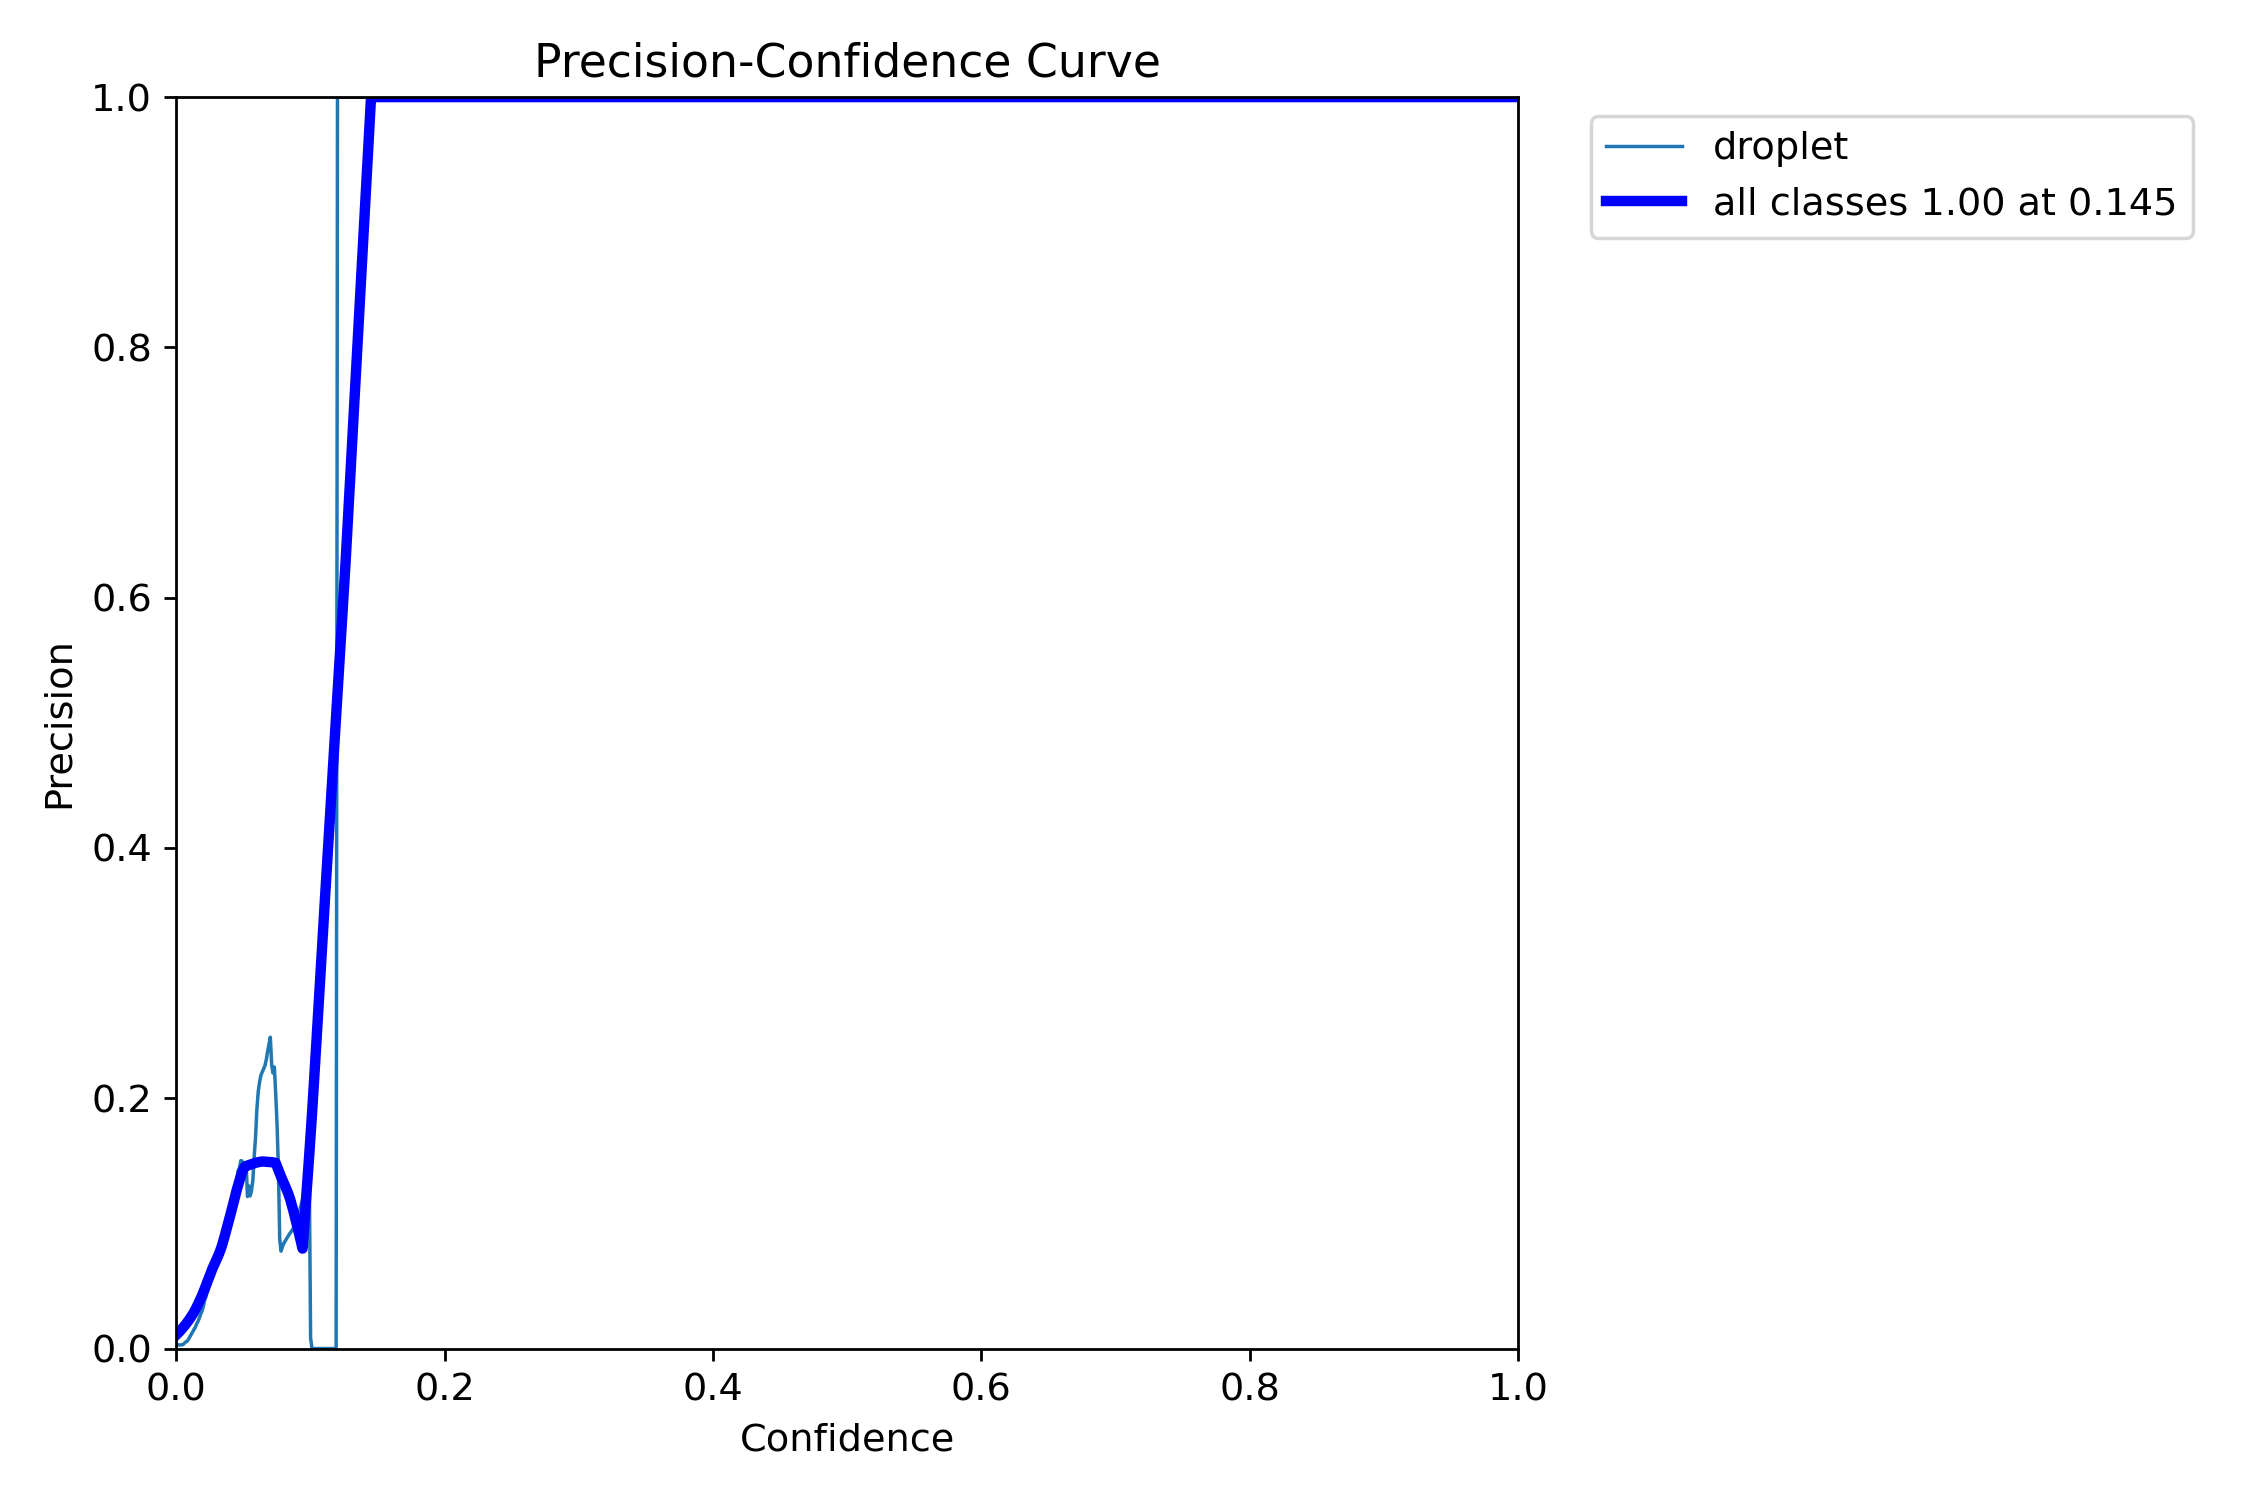 Precision-Confidence Curve
1.0
0.8
0.6
0.4
0.2
0.0
Precision
0.0 0.2 0.4 0.6 0.8 1.0
Confidence
droplet
all classes 1.00 at 0.145